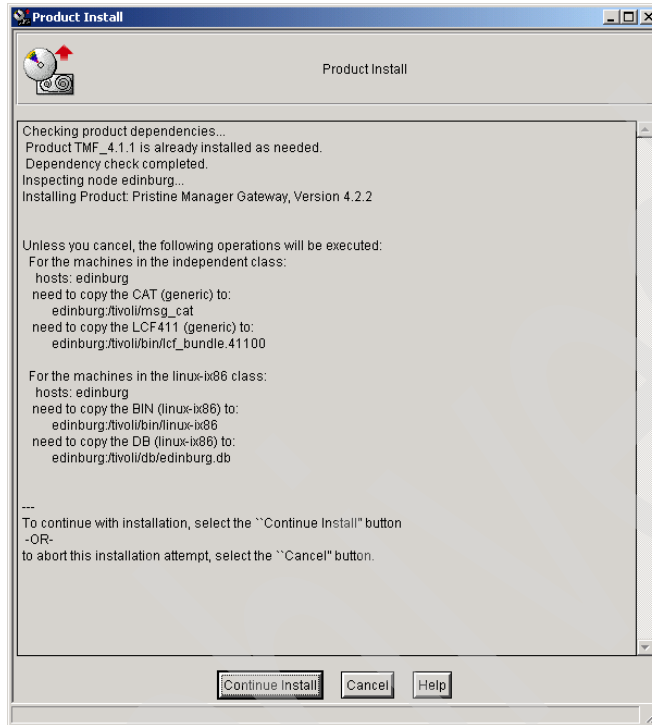 Product Install
Product Install
Checking product dependencies...
Product TMF_4.1.1 is already installed as needed.
Dependency check completed.
Inspecting node edinburg...
Installing Product: Pristine Manager Gateway, Version 4.2.2
Unless you cancel, the following operations will be executed:
For the machines in the independent class:
hosts: edinburg
need to copy the CAT (generic) to:
edinburg:/tivoli/msg_cat
need to copy the LCF411 (generic) to:
edinburg:/tivoli/bin/lcf_bundle.41100
For the machines in the linux-ix86 class:
hosts: edinburg
need to copy the BIN (linux-ix86) to:
edinburg:/tivoli/bin/linux-ix86
need to copy the DB (linux-ix86) to:
edinburg:/tivoli/db/edinburg.db
---
To continue with installation, select the ``Continue Install'' button
-OR-
to abort this installation attempt, select the ``Cancel'' button.
Continue Install Cancel Help